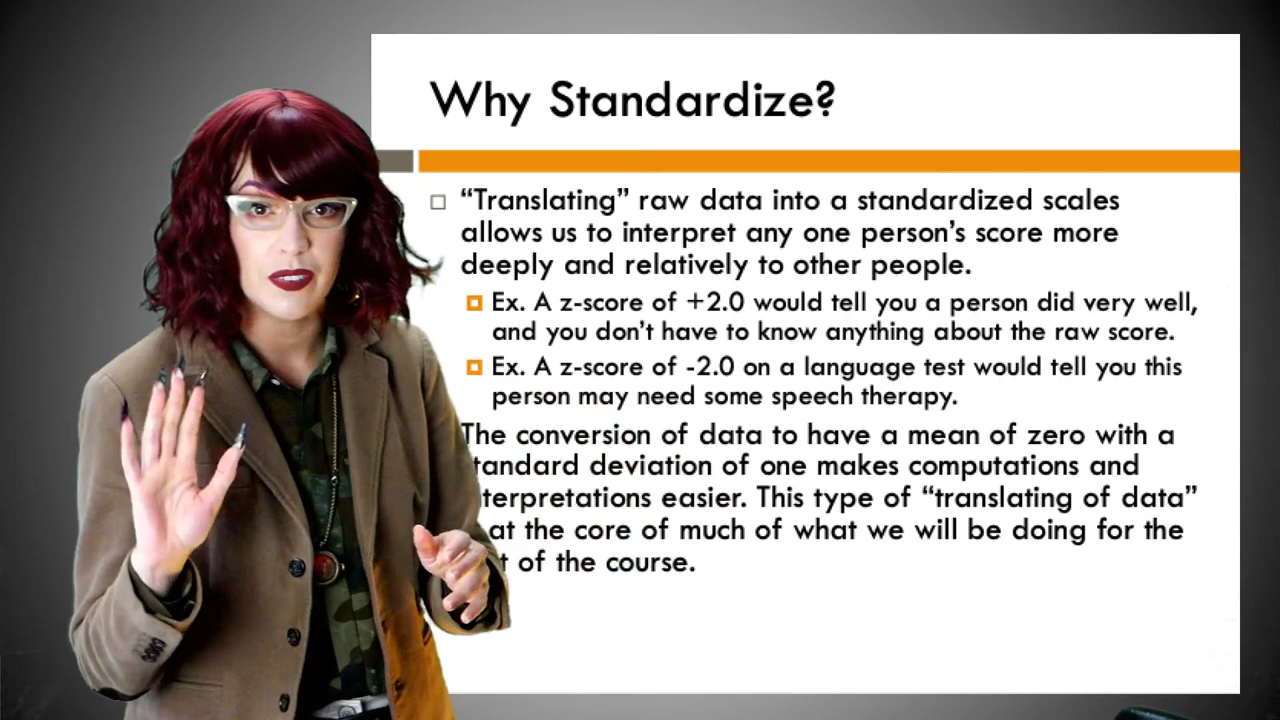 Why Standardize?
“Translating” raw data into a standardized scales
allows us to interpret any one person’s score more
deeply and relatively to other people.
Ex. A z-score of +2.0 would tell you a person did very well,
and you don’t have to know anything about the raw score.
Ex. A z-score of -2.0 on a language test would tell you this
person may need some speech therapy.
The conversion of data to have a mean of zero with a
tandard deviation of one makes computations and
terpretations easier. This type of “translating of data”
at the core of much of what we will be doing for the
t of the course.